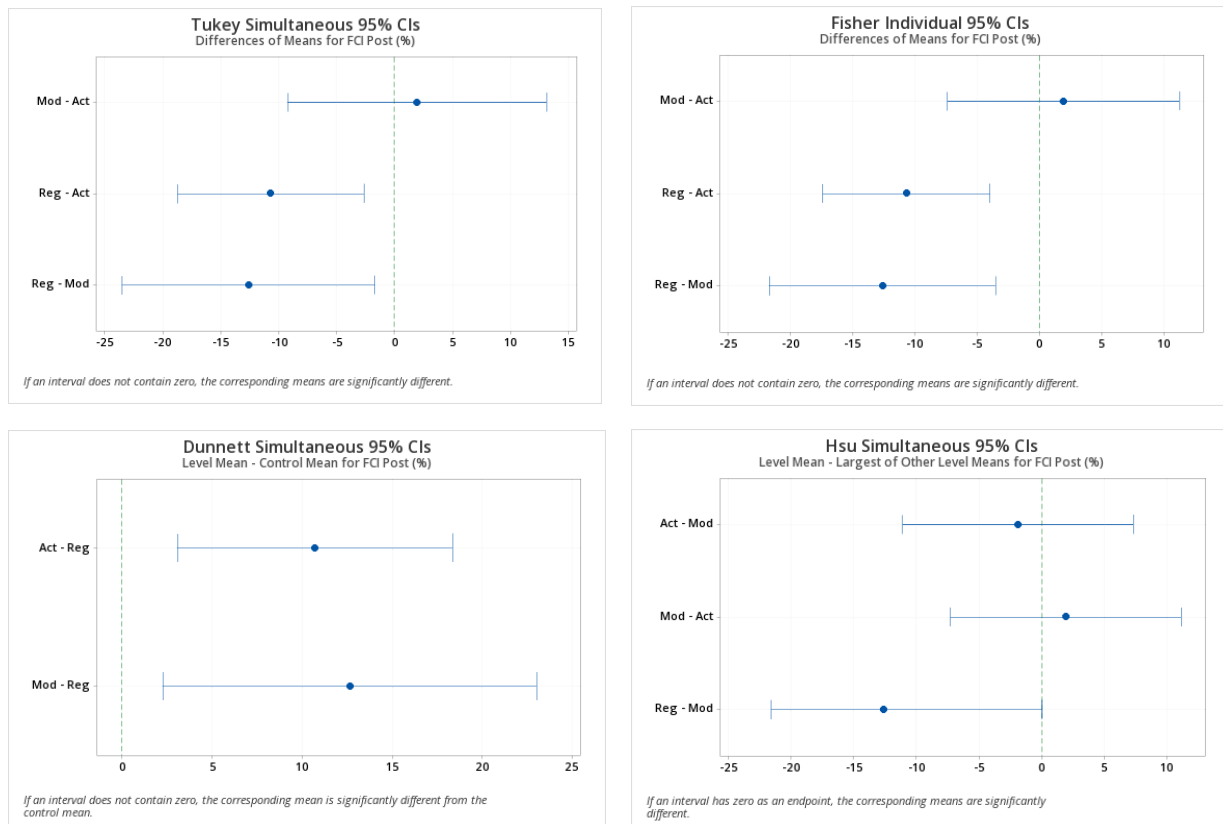 Tukey Simultaneous 95% CIs
Differences of Means for FCI Post (%)
Mod - Act
Reg - Act
Reg - Mod
-25 -20 -15 -10 -5 0 5 10 15
If an interval does not contain zero, the corresponding means are significantly different.
Fisher Individual 95% CIs
Differences of Means for FCI Post (%)
Mod - Act
Reg - Act
Reg - Mod
-25 -20 -15 -10 -5 0 5 10
If an interval does not contain zero, the corresponding means are significantly different.
Dunnett Simultaneous 95% CIs
Level Mean - Control Mean for FCI Post (%)
Act - Reg
Mod - Reg
0 5 10 15 20 25
If an interval does not contain zero, the corresponding mean is significantly different from the
control mean.
Hsu Simultaneous 95% CIs
Level Mean - Largest of Other Level Means for FCI Post (%)
Act - Mod
Mod - Act
Reg - Mod
-25 -20 -15 -10 -5 0 5 10
If an interval has zero as an endpoint, the corresponding means are significantly
different.